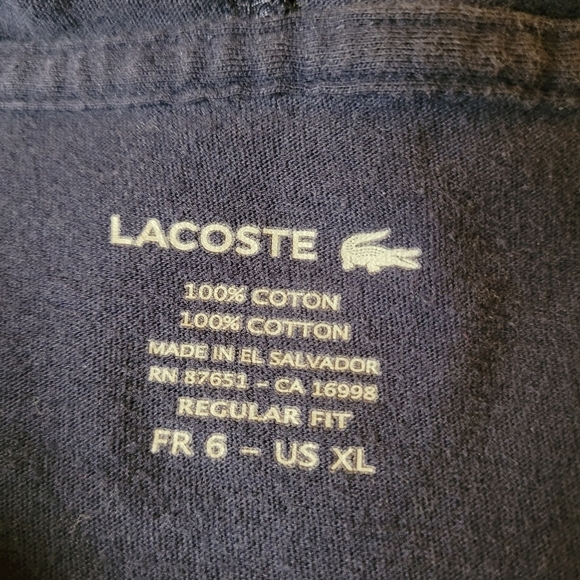 LACOSTE
100% COTON
100% COTTON
MADE IN EL SALVADOR
RN 87651 - CA 16998
REGULAR FIT
FR 6 - US XL